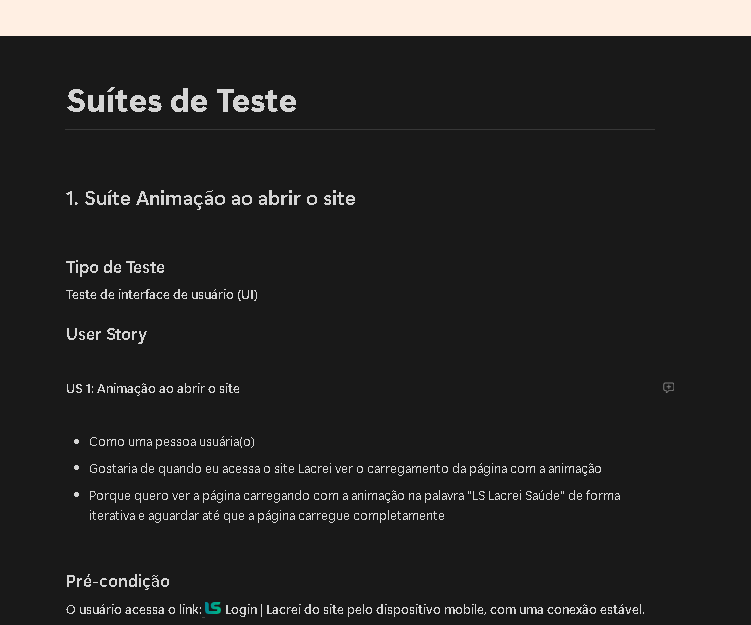 Suítes de Teste
1. Suíte Animação ao abrir o site
Tipo de Teste
Teste de interface de usuário (UI)
User Story
US 1: Animação ao abrir o site
Como uma pessoa usuária(o)
Gostaria de quando eu acessa o site Lacrei ver o carregamento da página com a animação
Porque quero ver a página carregando com a animação na palavra "LS Lacrei Saúde" de forma
iterativa e aguardar até que a página carregue completamente
Pré-condição
O usuário acessa o link: LS Login | Lacrei do site pelo dispositivo mobile, com uma conexão estável.